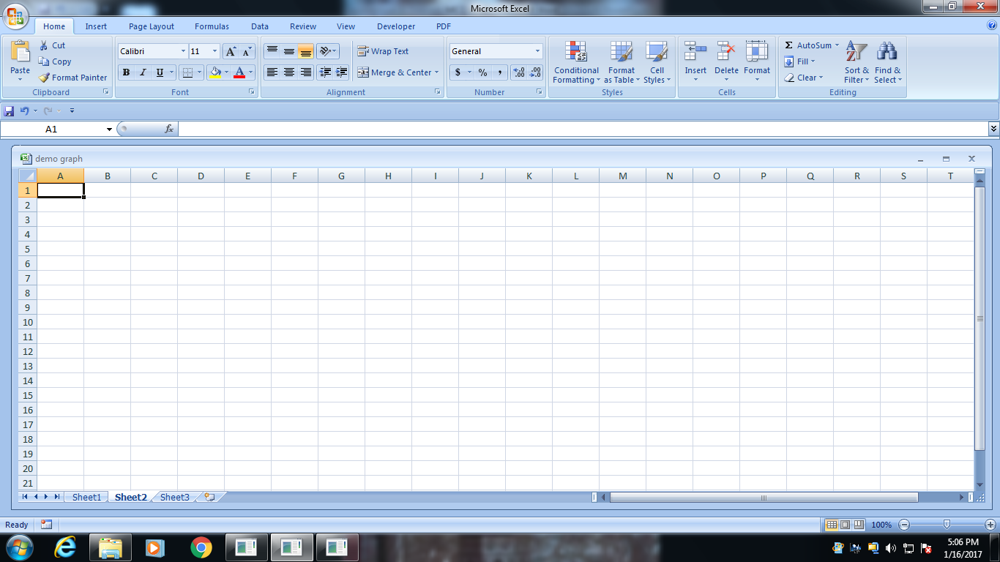 Microsoft Excel
Home Insert Page Layout Formulas Data Review View Developer PDF
Paste
Cut
Copy
Format Painter
Clipboard
Calibri 11
B I U A
Font
Wrap Text
Merge & Center
Alignment
General
$ % ,
Number
Conditional Formatting
Format as Table
Cell Styles
Styles
Insert Delete Format
Cells
Σ AutoSum
Fill
Clear
Sort & Filter
Find & Select
Editing
A1 fx
demo graph
A B C D E F G H I J K L M N O P Q R S T
1
2
3
4
5
6
7
8
9
10
11
12
13
14
15
16
17
18
19
20
21
Sheet1 Sheet2 Sheet3
Ready 100%
5:06 PM
1/16/2017